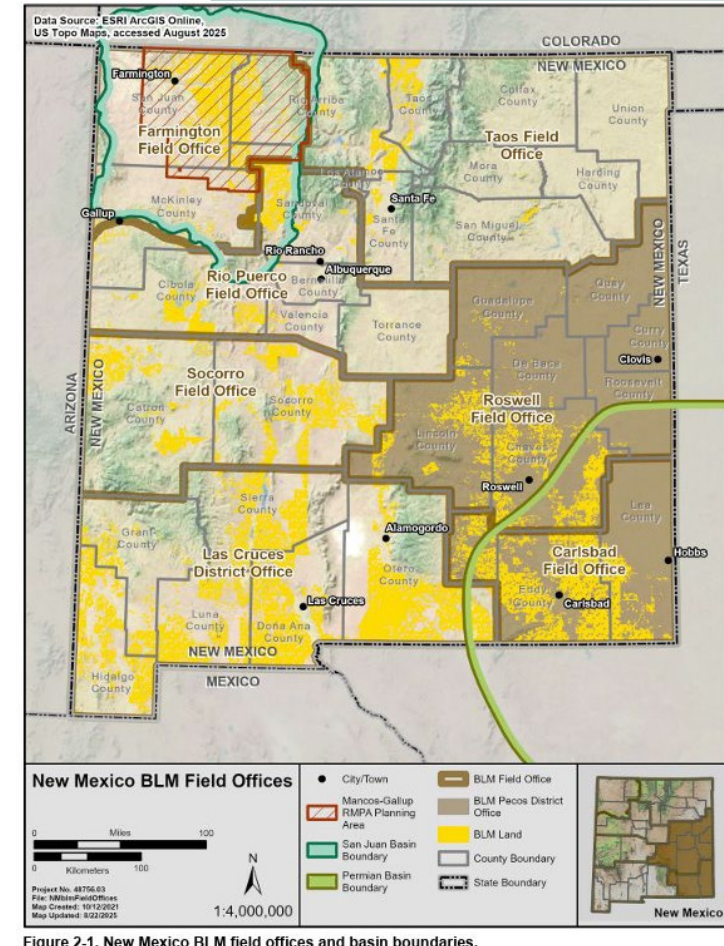 Data Source: ESRI ArcGIS Online,
US Topo Maps, accessed August 2025
COLORADO
NEW MEXICO
Farmington
San Juan
County
Rio Arriba
County
Taos
County
Colfax
County
Union
County
Farmington
Field Office
Taos Field
Office
Mora
County
Harding
County
Los Alamos
County
McKinley
County
Sandoval
County
Santa Fe
Santa
Fe
County
San Miguel
County
Gallup
Rio Rancho
Albuquerque
Bernalillo
County
Rio Puerco
Field Office
Cibola
County
Valencia
County
Torrance
County
Guadalupe
County
Quay
County
NEW MEXICO
TEXAS
Curry
County
Clovis
De Baca
County
Roosevelt
County
ARIZONA
NEW MEXICO
Socorro
Field Office
Catron
County
Socorro
County
Roswell
Field Office
Lincoln
County
Chaves
County
Roswell
Sierra
County
Grant
County
Alamogordo
Otero
County
Las Cruces
District Office
Lea
County
Carlsbad
Field Office
Hobbs
Eddy
County
Carlsbad
Las Cruces
Luna
County
Doña Ana
County
NEW MEXICO
MEXICO
Hidalgo
County
New Mexico BLM Field Offices
0 Miles 100
0 Kilometers 100
N
1:4,000,000
Project No. 48756.03
File: NMblmFieldOffices
Map Created: 10/12/2021
Map Updated: 8/22/2025
City/Town
Mancos-Gallup
RMPA Planning
Area
San Juan Basin
Boundary
Permian Basin
Boundary
BLM Field Office
BLM Pecos District
Office
BLM Land
County Boundary
State Boundary
New Mexico
Figure 2-1. New Mexico BLM field offices and basin boundaries.